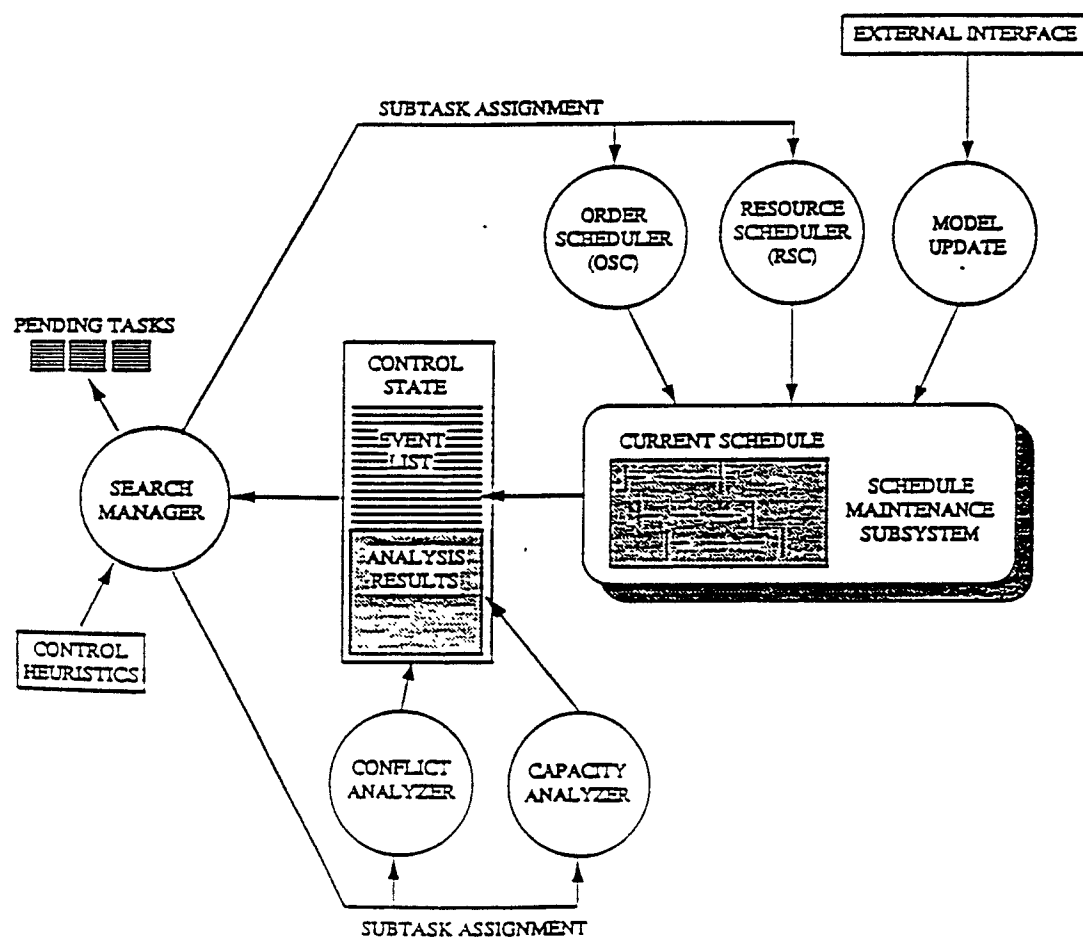 EXTERNAL INTERFACE
SUBTASK ASSIGNMENT
ORDER
SCHEDULER
(OSC)
RESOURCE
SCHEDULER
(RSC)
MODEL
UPDATE
PENDING TASKS
CONTROL
STATE
EVENT
LIST
ANALYSIS
RESULTS
CURRENT SCHEDULE
SCHEDULE
MAINTENANCE
SUBSYSTEM
SEARCH
MANAGER
CONTROL
HEURISTICS
CONFLICT
ANALYZER
CAPACITY
ANALYZER
SUBTASK ASSIGNMENT